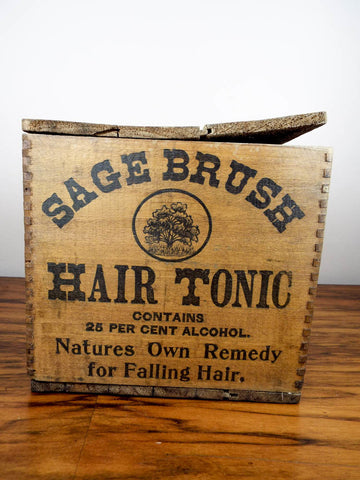 SAGE BRUSH
HAIR TONIC
CONTAINS
25 PER CENT ALCOHOL.
Natures Own Remedy
for Falling Hair.